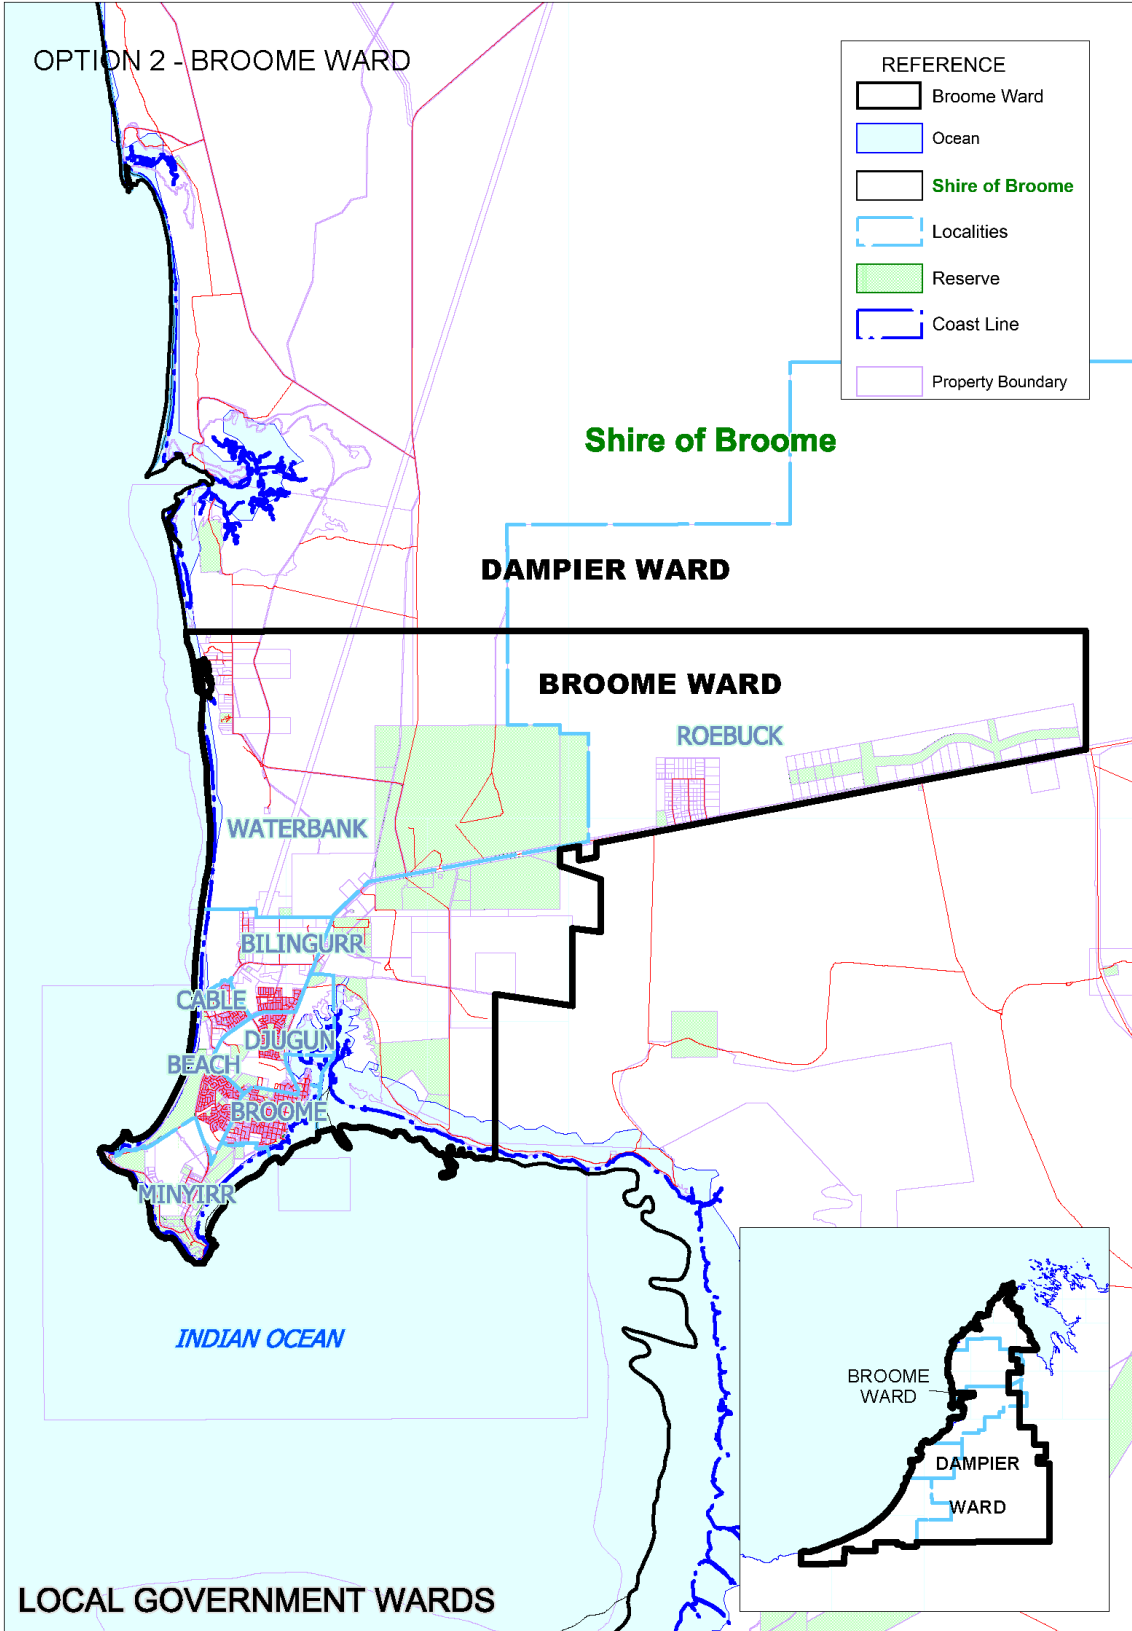 OPTION 2 - BROOME WARD
REFERENCE
Broome Ward
Ocean
Shire of Broome
Localities
Reserve
Coast Line
Property Boundary
Shire of Broome
DAMPIER WARD
BROOME WARD
ROEBUCK
WATERBANK
BILINGURR
CABLE
DJUGUN
BEACH
BROOME
MINYIRR
INDIAN OCEAN
BROOME
WARD
DAMPIER
WARD
LOCAL GOVERNMENT WARDS